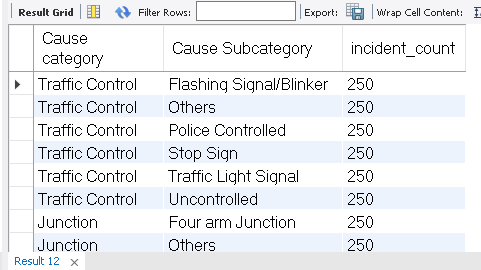 Result Grid Filter Rows: Export: Wrap Cell Content:
Cause category Cause Subcategory incident_count
Traffic Control Flashing Signal/Blinker 250
Traffic Control Others 250
Traffic Control Police Controlled 250
Traffic Control Stop Sign 250
Traffic Control Traffic Light Signal 250
Traffic Control Uncontrolled 250
Junction Four arm Junction 250
Junction Others 250
Result 12 ×